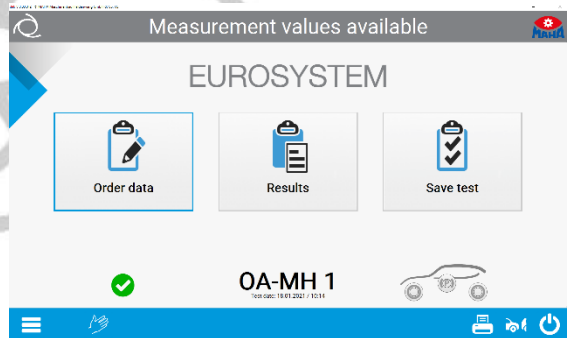 Measurement values available
MAHA
EUROSYSTEM
Order data
Results
Save test
OA-MH 1
Test date: 18.01.2021 / 10:14